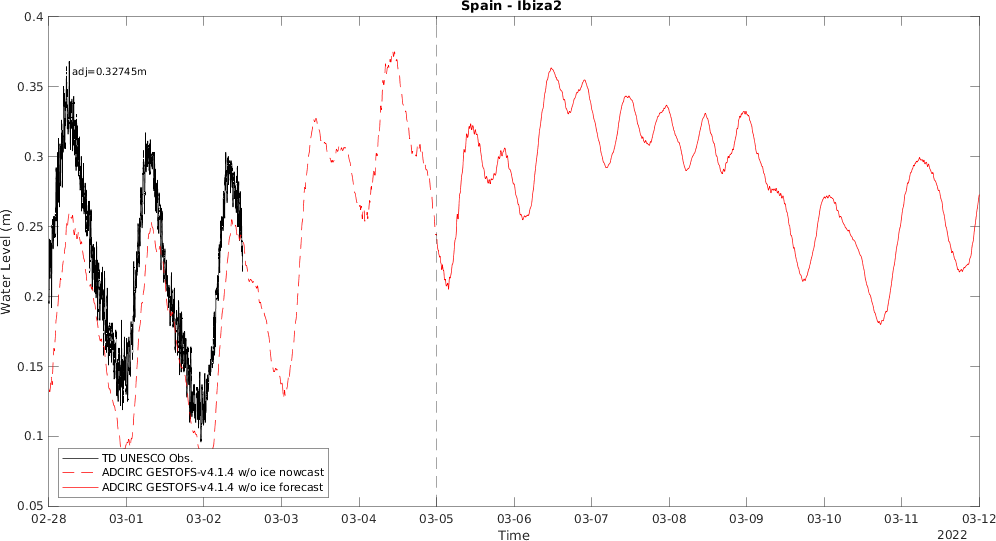 Spain - Ibiza2
0.4
0.35
0.3
0.25
0.2
0.15
0.1
0.05
Water Level (m)
adj=0.32745m
TD UNESCO Obs.
ADCIRC GESTOFS-v4.1.4 w/o ice nowcast
ADCIRC GESTOFS-v4.1.4 w/o ice forecast
02-28 03-01 03-02 03-03 03-04 03-05 03-06 03-07 03-08 03-09 03-10 03-11 03-12
Time
2022